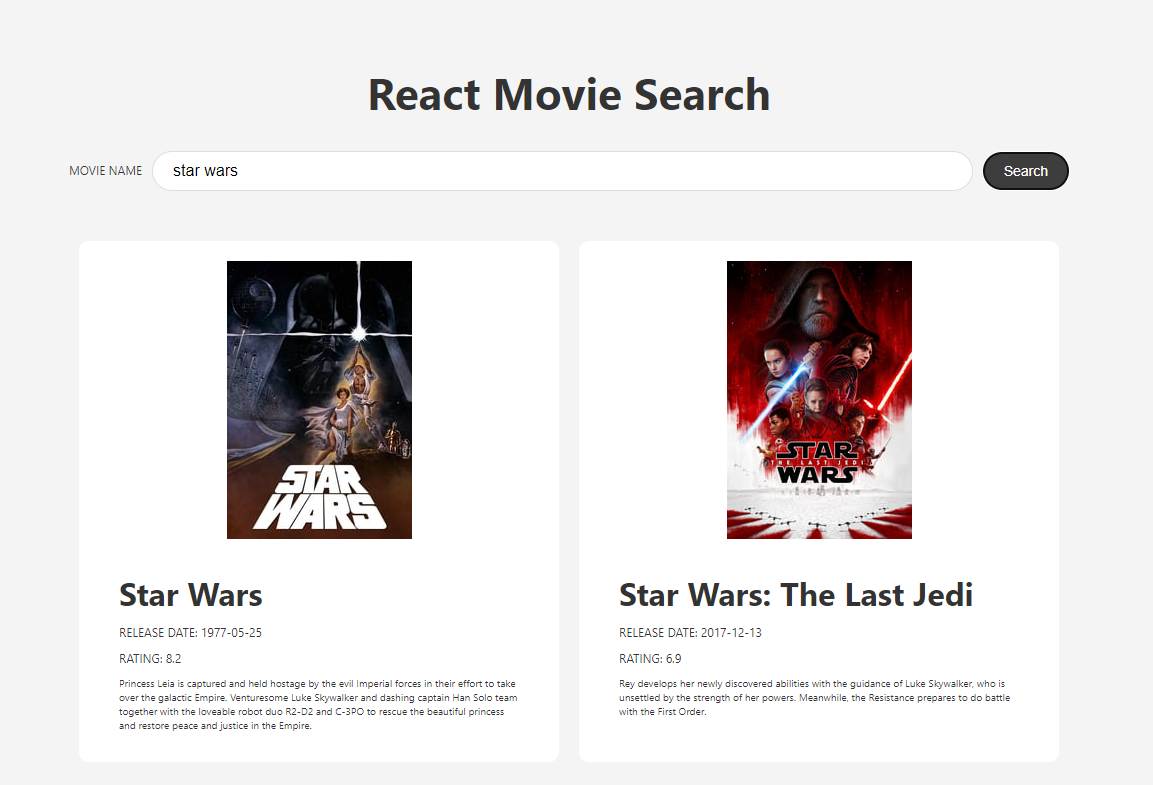 React Movie Search
MOVIE NAME
star wars
Search
STAR
WARS
STAR
THE LAST JEDI
WARS
Star Wars
RELEASE DATE: 1977-05-25
RATING: 8.2
Princess Leia is captured and held hostage by the evil Imperial forces in their effort to take
over the galactic Empire. Venturesome Luke Skywalker and dashing captain Han Solo team
together with the loveable robot duo R2-D2 and C-3PO to rescue the beautiful princess
and restore peace and justice in the Empire.
Star Wars: The Last Jedi
RELEASE DATE: 2017-12-13
RATING: 6.9
Rey develops her newly discovered abilities with the guidance of Luke Skywalker, who is
unsettled by the strength of her powers. Meanwhile, the Resistance prepares to do battle
with the First Order.